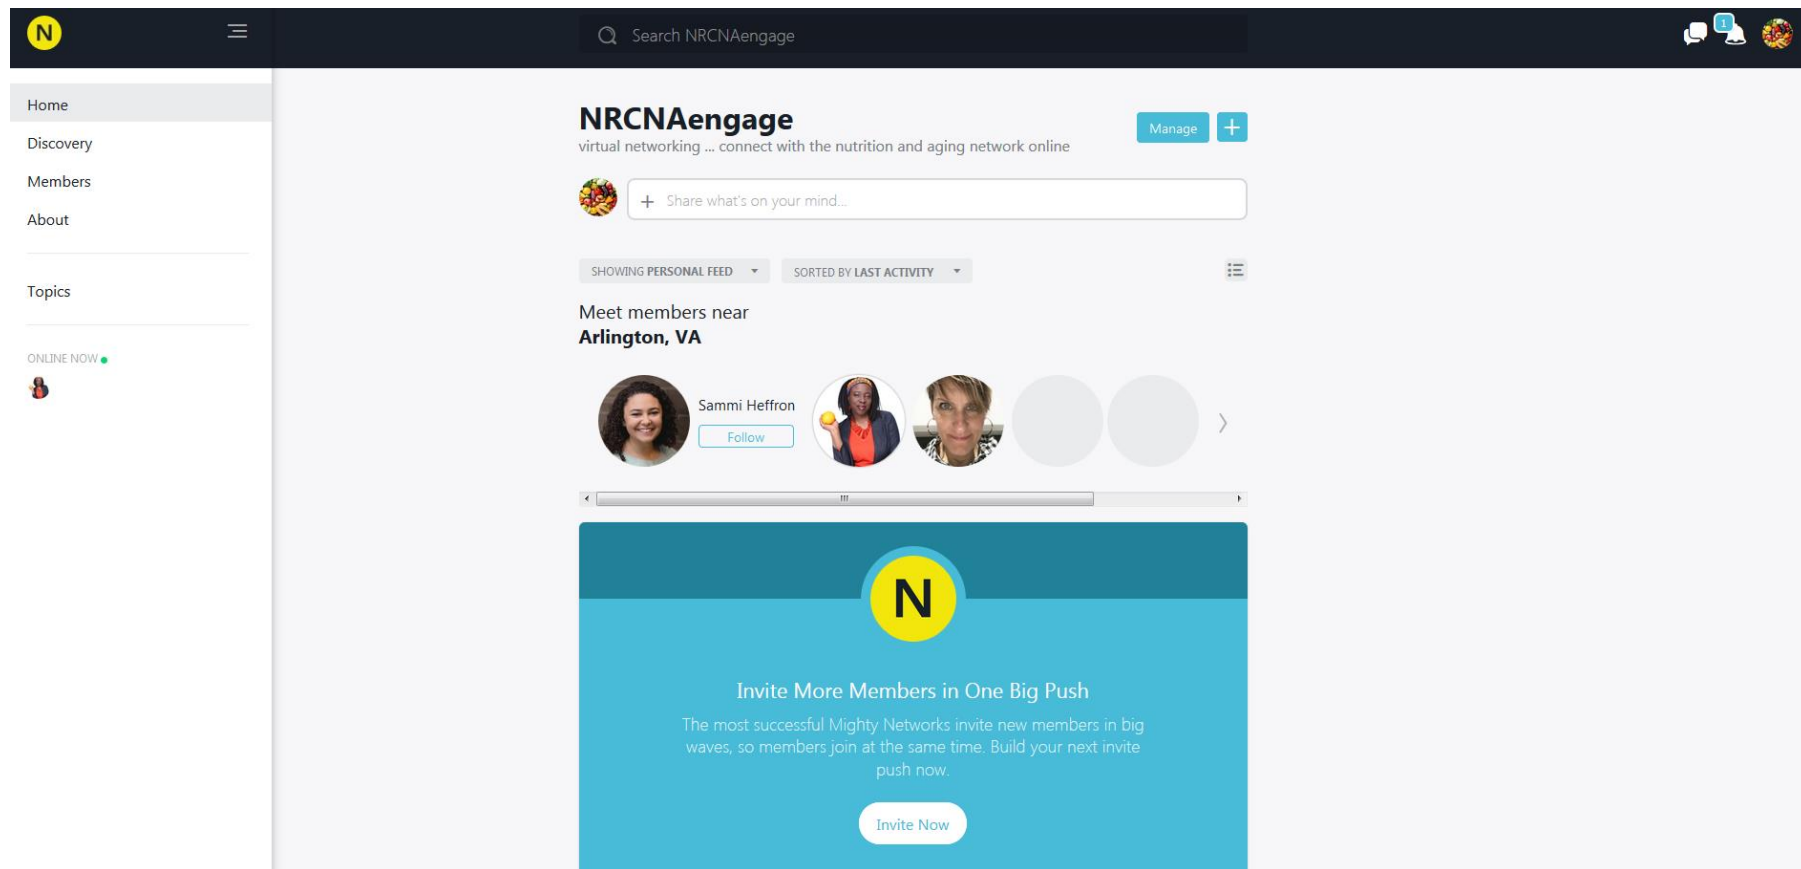 N
Search NRCNAengage
1
Home
Discovery
Members
About
Topics
ONLINE NOW
NRCNAengage
virtual networking ... connect with the nutrition and aging network online
Manage
+
+ Share what's on your mind...
SHOWING PERSONAL FEED
SORTED BY LAST ACTIVITY
Meet members near
Arlington, VA
Sammi Heffron
Follow
N
Invite More Members in One Big Push
The most successful Mighty Networks invite new members in big
waves, so members join at the same time. Build your next invite
push now.
Invite Now